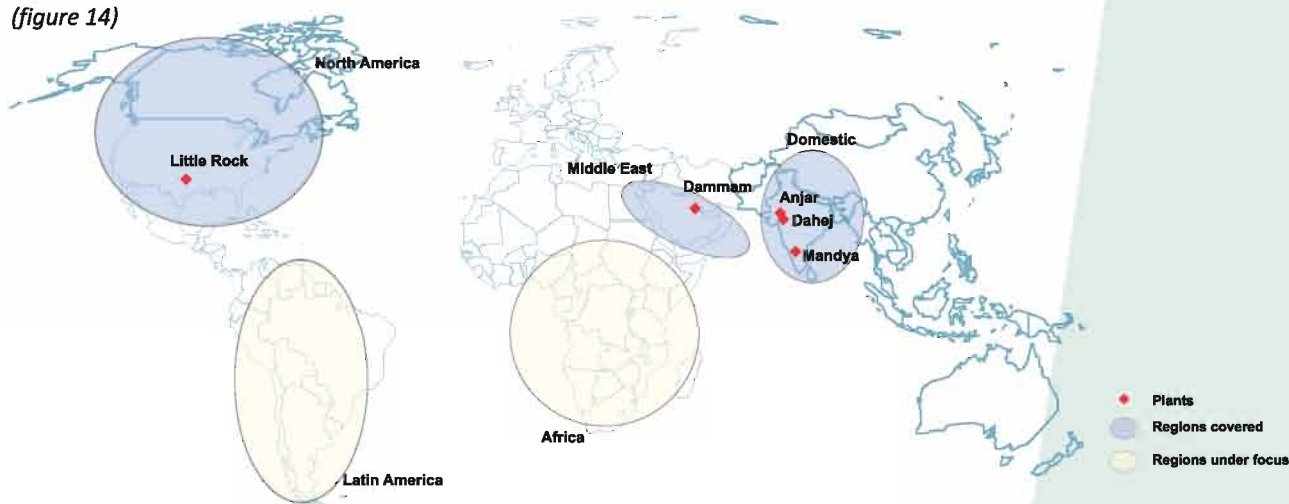 (figure 14)
North America
Little Rock
Domestic
Middle East
Dammam
Anjar
Dahej
Mandya
Africa
Latin America
Plants
Regions covered
Regions under focus